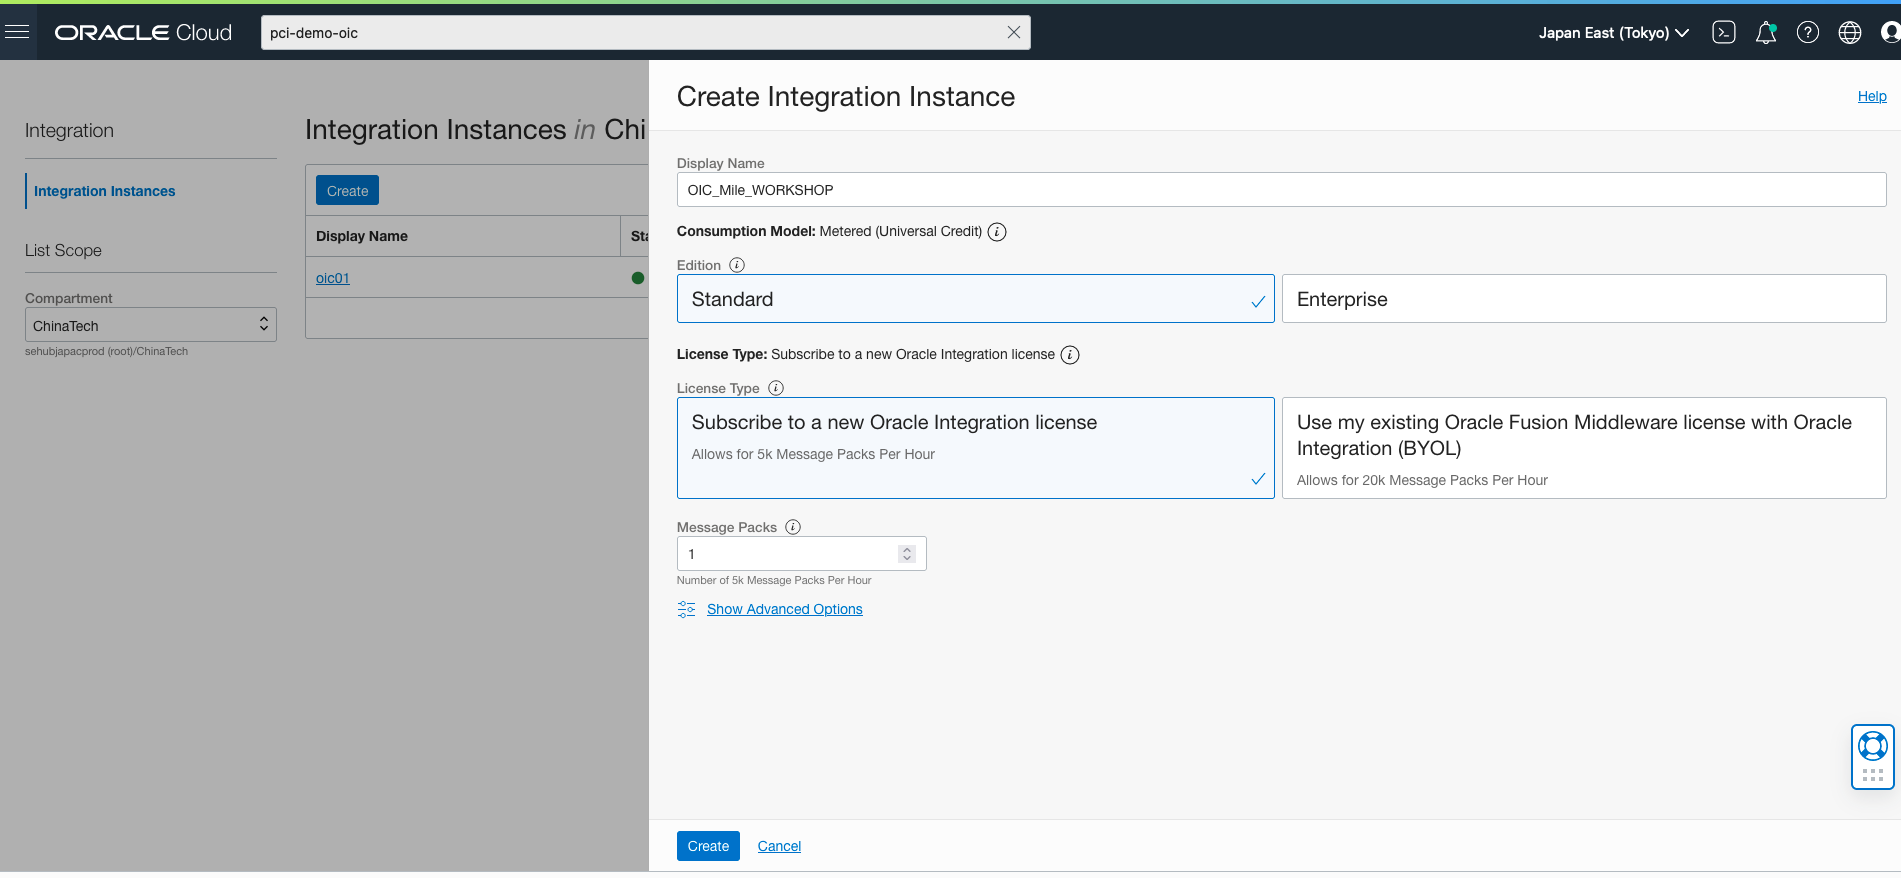 ORACLE Cloud
pci-demo-oic
Japan East (Tokyo)
Integration
Integration Instances
List Scope
Compartment
ChinaTech
sehubjapacprod (root)/ChinaTech
Integration Instances in Chi
Create
Display Name
Sta
oic01
Create Integration Instance
Help
Display Name
OIC_Mile_WORKSHOP
Consumption Model: Metered (Universal Credit)
Edition
Standard
Enterprise
License Type: Subscribe to a new Oracle Integration license
License Type
Subscribe to a new Oracle Integration license
Allows for 5k Message Packs Per Hour
Use my existing Oracle Fusion Middleware license with Oracle
Integration (BYOL)
Allows for 20k Message Packs Per Hour
Message Packs
1
Number of 5k Message Packs Per Hour
Show Advanced Options
Create
Cancel